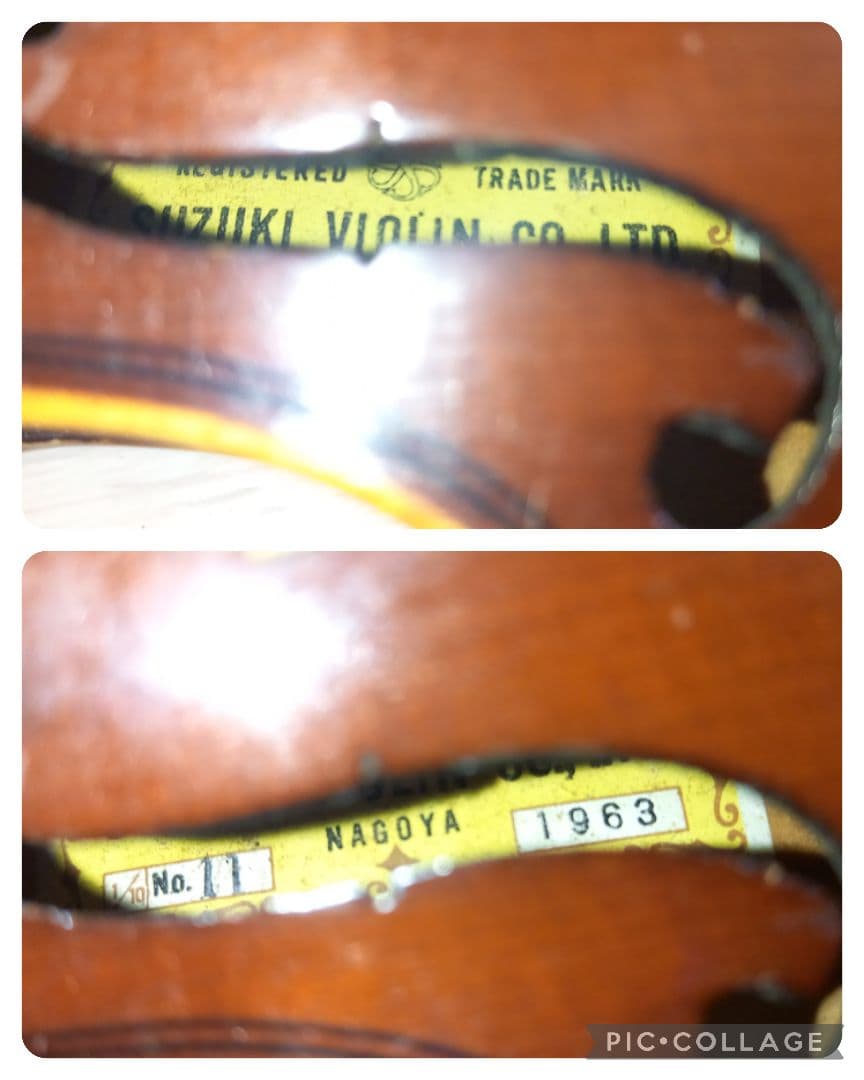 REGISTERED TRADE MARK
SUZUKI VIOLIN CO. LTD.
NAGOYA
1963
1/10 No. 11
PIC•COLLAGE